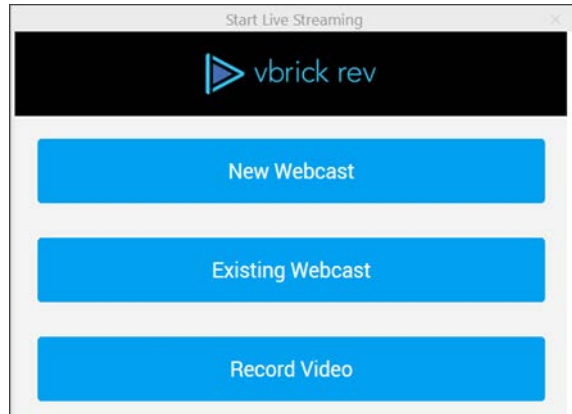 Start Live Streaming
vbrick rev
New Webcast
Existing Webcast
Record Video